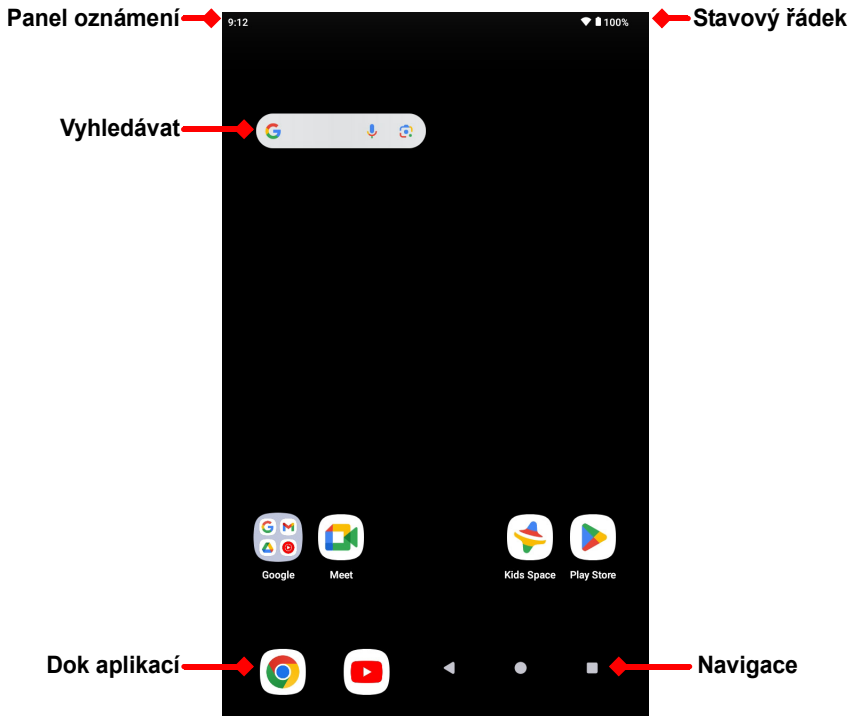 Panel oznámení
9:12
100%
Stavový řádek
Vyhledávat
Google
Meet
Kids Space
Play Store
Dok aplikací
Navigace